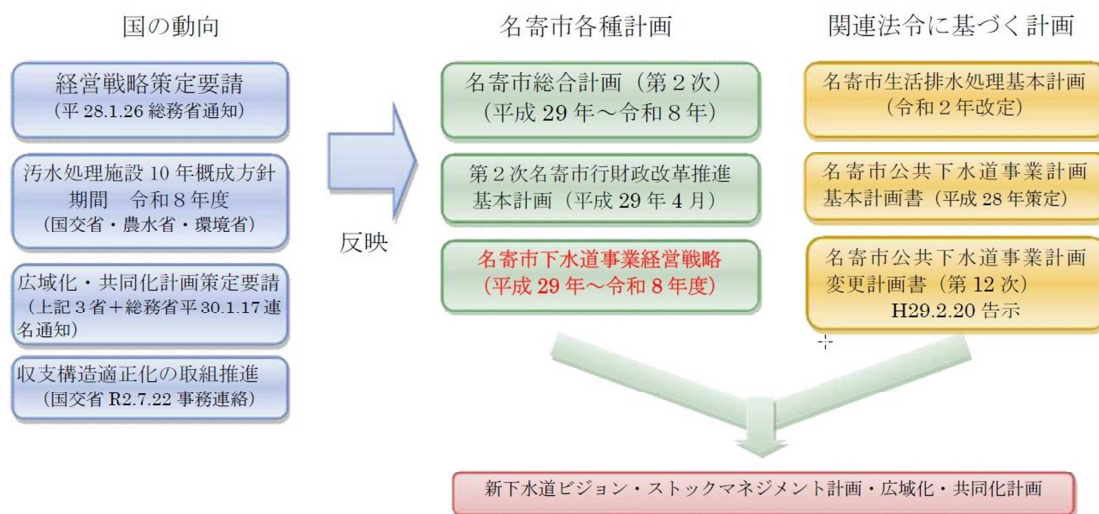 国の動向
経営戦略策定要請
(平 28.1.26 総務省通知)
汚水処理施設 10 年概成方針
期間　令和８年度
(国交省・農水省・環境省)
広域化・共同化計画策定要請
(上記３省＋総務省平 30.1.17 連
名通知)
収支構造適正化の取組推進
(国交省 R2.7.22 事務連絡)
反映
名寄市各種計画
名寄市総合計画（第２次）
(平成 29 年～令和８年)
第２次名寄市行財政改革推進
基本計画（平成 29 年４月）
名寄市下水道事業経営戦略
(平成 29 年～令和８年度)
関連法令に基づく計画
名寄市生活排水処理基本計画
(令和２年改定)
名寄市公共下水道事業計画
基本計画書（平成 28 年策定）
名寄市公共下水道事業計画
変更計画書（第 12 次）
H29.2.20 告示
新下水道ビジョン・ストックマネジメント計画・広域化・共同化計画